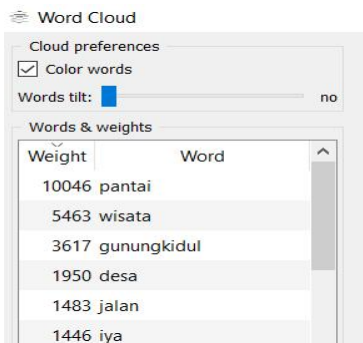 Word Cloud
Cloud preferences
Color words
Words tilt: no
Words & weights
Weight Word
10046 pantai
5463 wisata
3617 gunungkidul
1950 desa
1483 jalan
1446 iya